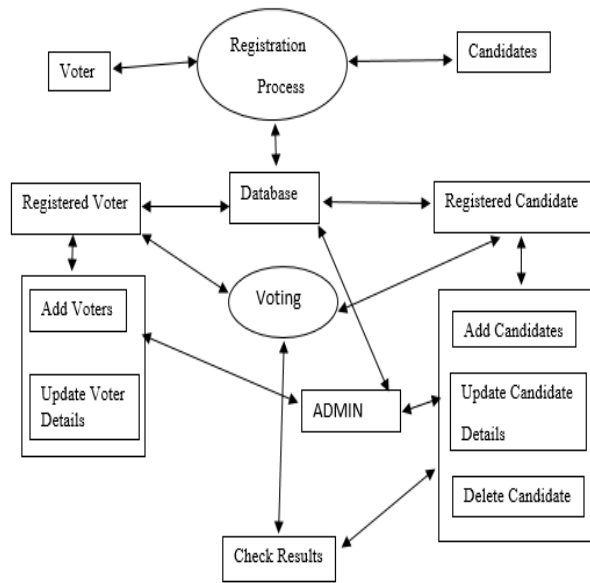 Registration
Process
Voter
Candidates
Database
Registered Voter
Registered Candidate
Voting
Add Voters
Update Voter
Details
ADMIN
Add Candidates
Update Candidate
Details
Delete Candidate
Check Results